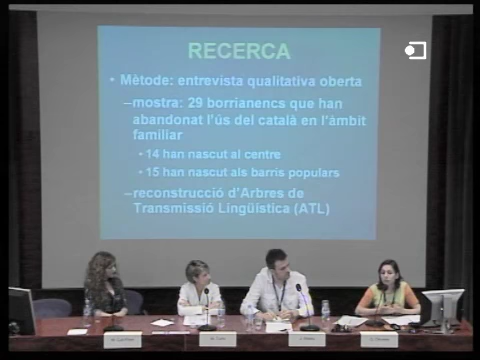 RECERCA
• Mètode: entrevista qualitativa oberta
–mostra: 29 borrianencs que han
abandonat l'ús del català en l'àmbit
familiar
• 14 han nascut al centre
• 15 han nascut als barris populars
–reconstrucció d'Arbres de
Transmissió Lingüística (ATL)